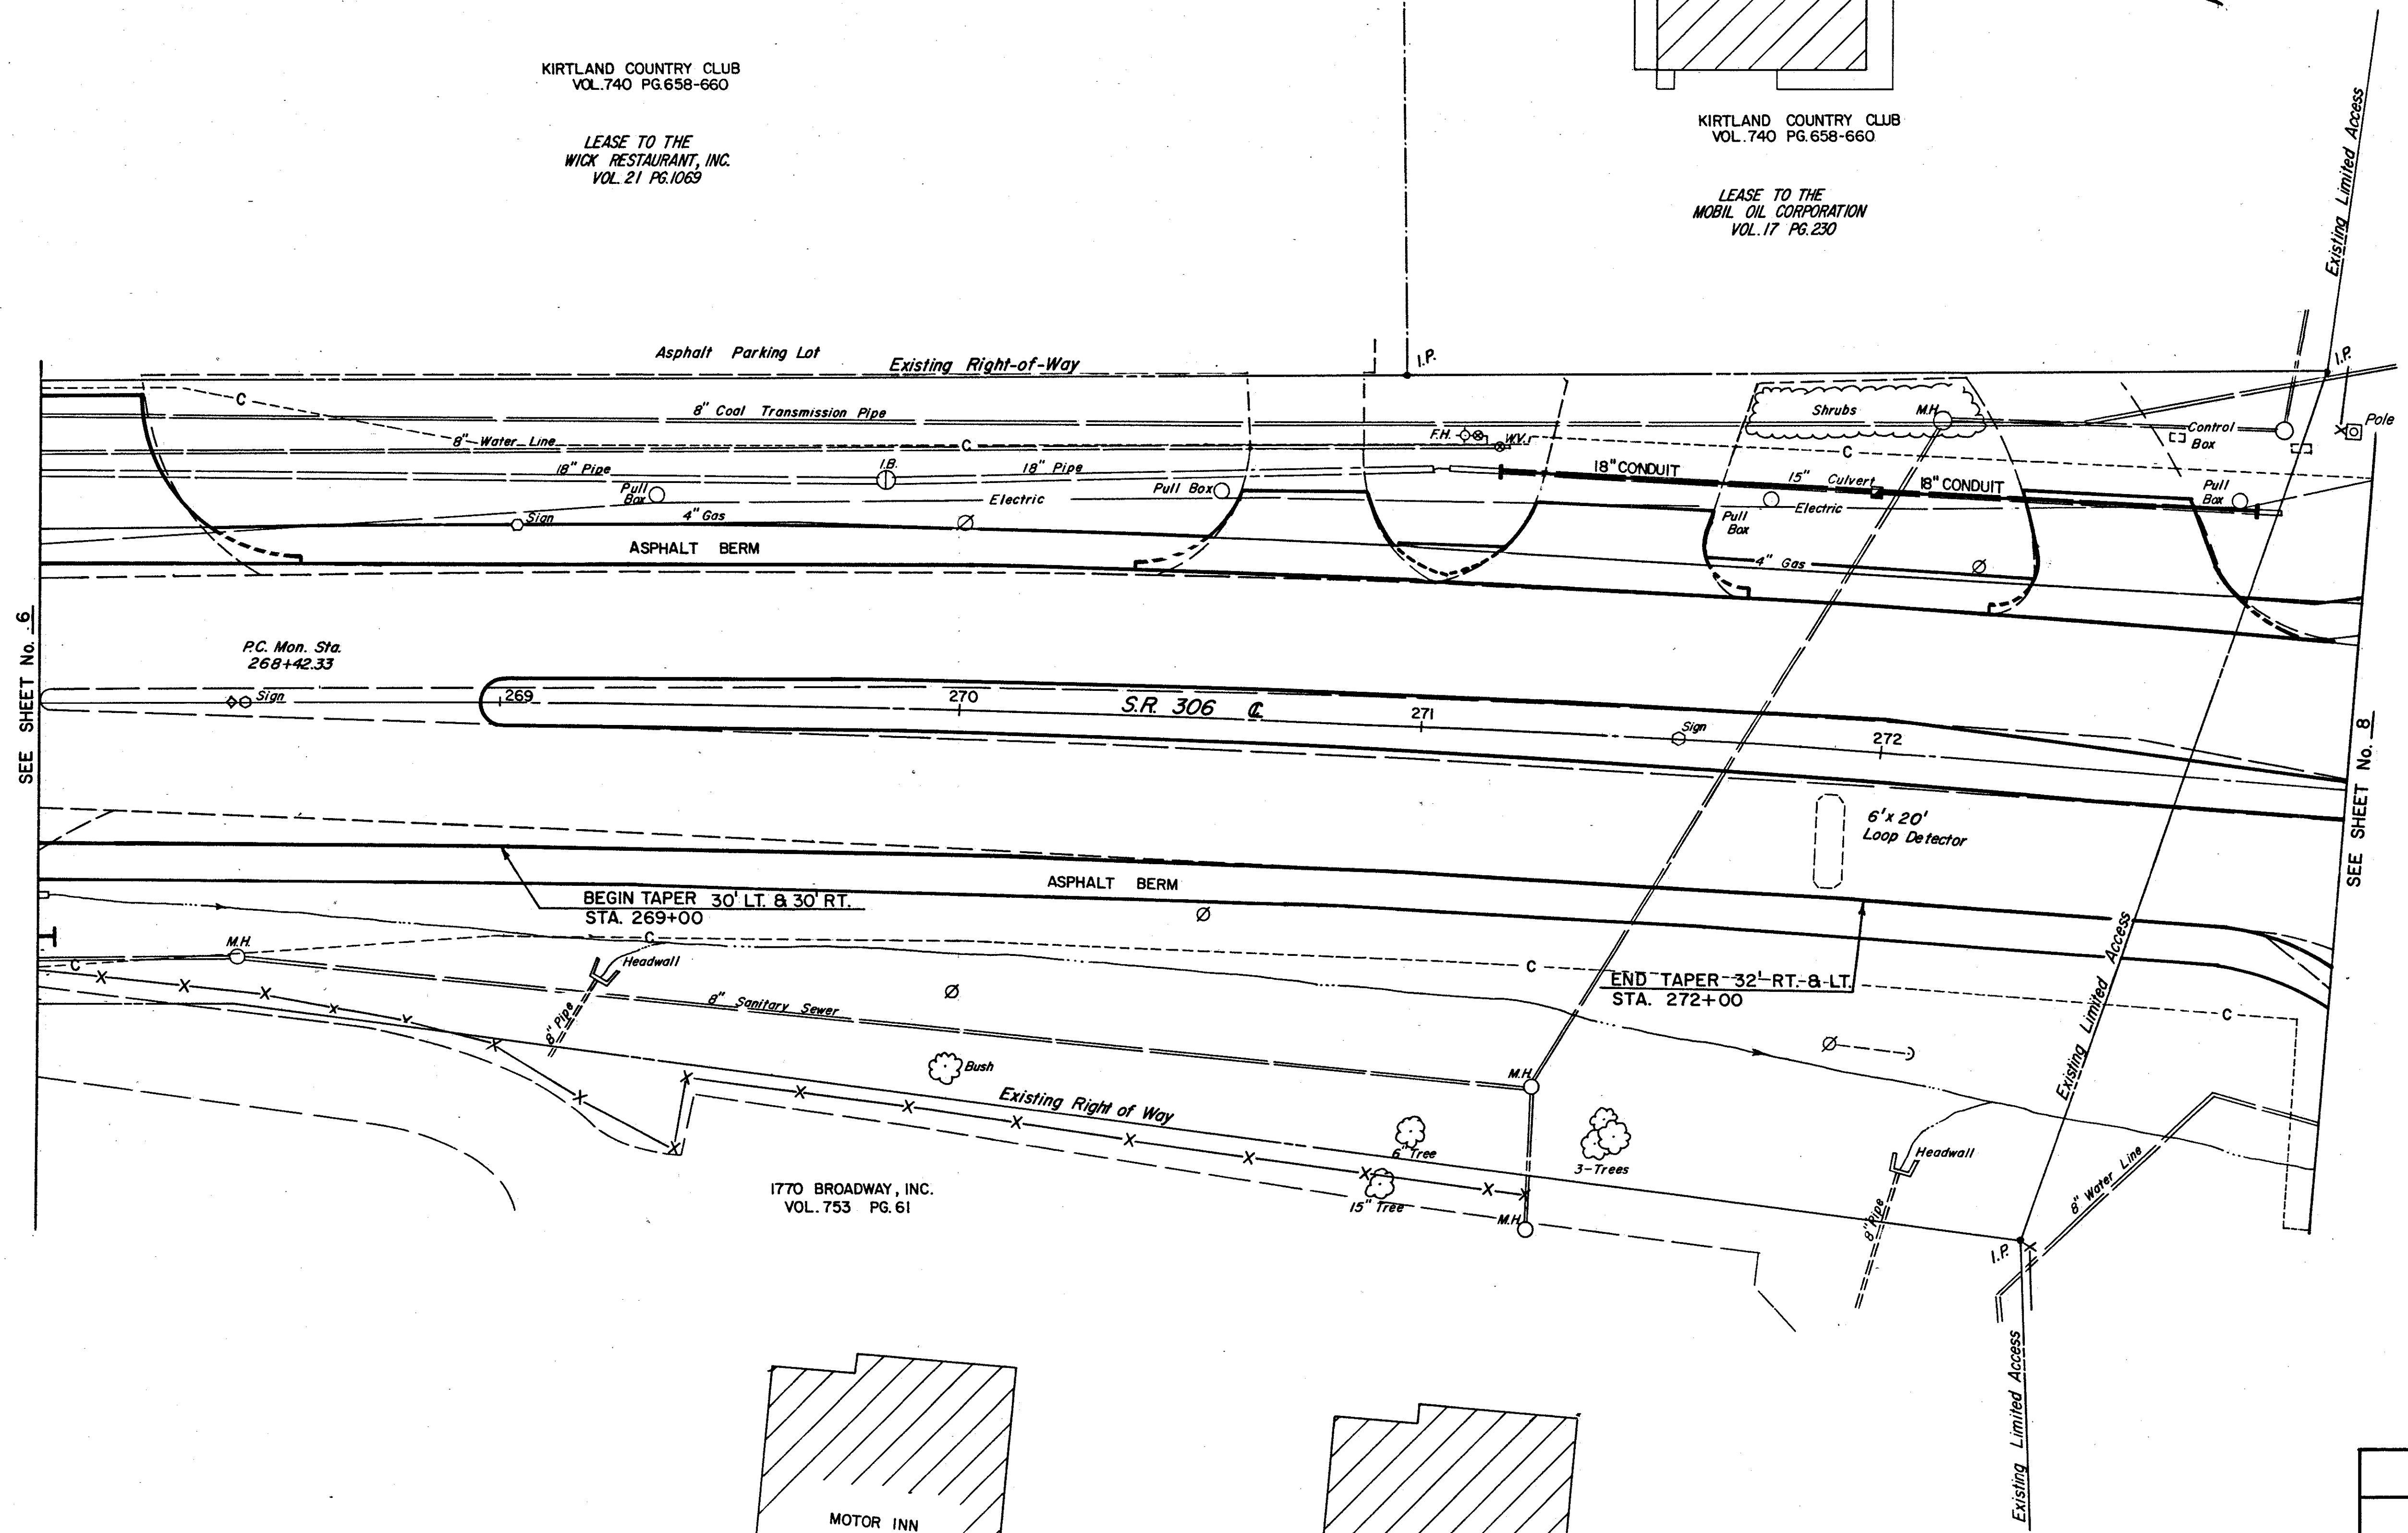 KIRTLAND COUNTRY CLUB
VOL.740 PG.658-660
LEASE TO THE
WICK RESTAURANT, INC.
VOL. 21 PG.1069
KIRTLAND COUNTRY CLUB
VOL.740 PG.658-660
LEASE TO THE
MOBIL OIL CORPORATION
VOL.17 PG.230
Existing Limited Access
Asphalt Parking Lot
Existing Right-of-Way
I.P.
I.P.
C
8" Coal Transmission Pipe
Shrubs
M.H.
Pole
Control
Box
8" Water Line
C
F.H.
W.V.
C
18" Pipe
I.B.
18" Pipe
18" CONDUIT
15" Culvert
18" CONDUIT
Pull
Box
Electric
Pull Box
Pull
Box
Electric
Pull
Box
Sign
4" Gas
ASPHALT BERM
4" Gas
SEE SHEET No. 6
P.C. Mon. Sta.
268+42.33
Sign
269
270
S.R. 306 ℄
271
Sign
272
SEE SHEET No. 8
6'x 20'
Loop Detector
ASPHALT BERM
BEGIN TAPER 30' LT. & 30' RT.
STA. 269+00
M.H.
C
C
Headwall
8" Pipe
8" Sanitary Sewer
C
END TAPER 32' RT. & LT.
STA. 272+00
Existing Limited Access
C
Bush
Existing Right of Way
M.H.
6" Tree
3-Trees
Headwall
8" Water Line
15" Tree
M.H.
8" Pipe
I.P.
1770 BROADWAY, INC.
VOL. 753 PG. 61
Existing Limited Access
MOTOR INN